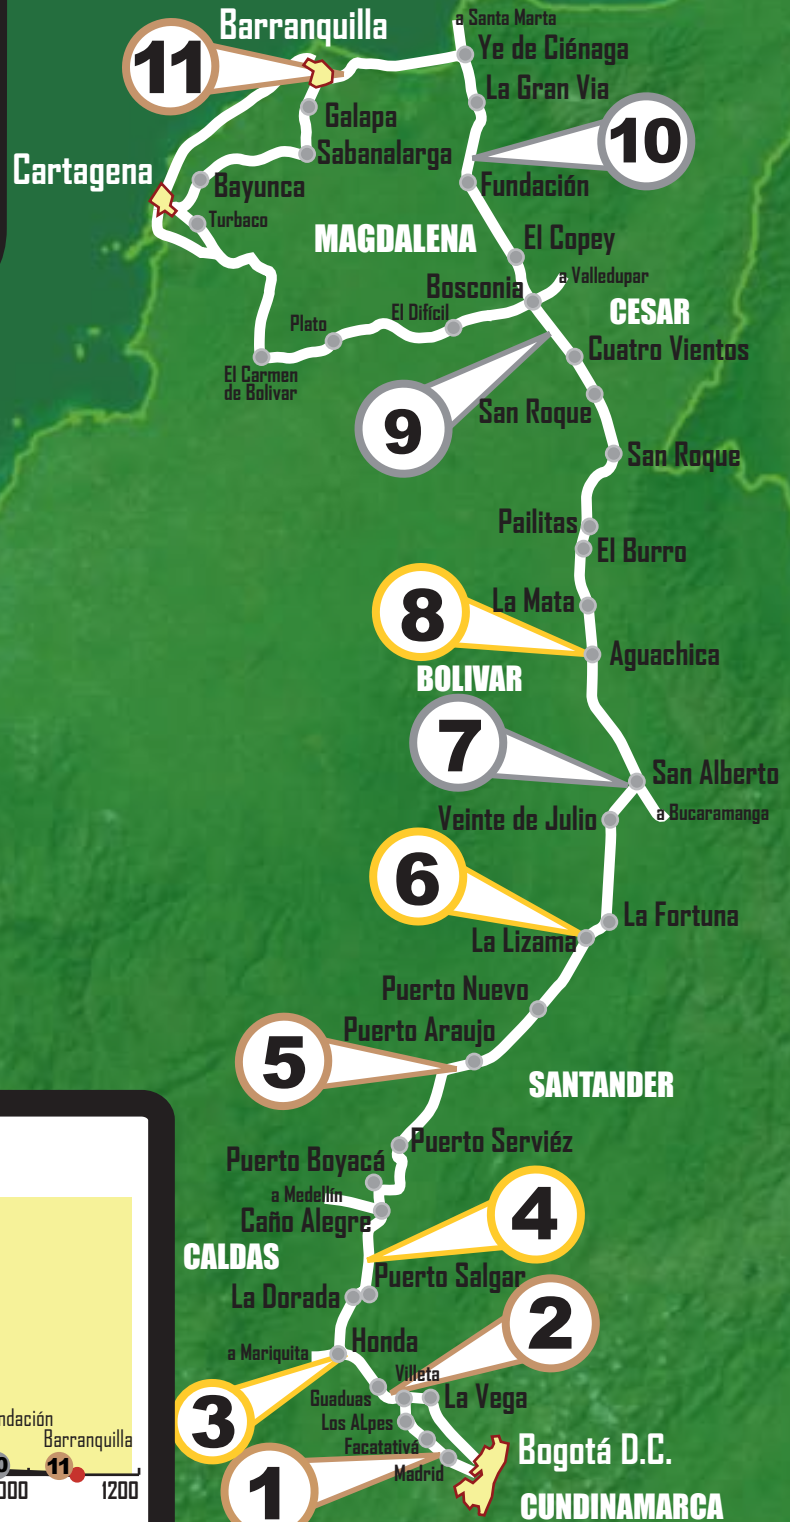 a Santa Marta
Barranquilla
Ye de Ciénaga
11
La Gran Via
Galapa
10
Sabanalarga
Cartagena
Bayunca
Fundación
Turbaco
MAGDALENA
El Copey
a Valledupar
Bosconia
CESAR
El Difícil
Plato
Cuatro Vientos
El Carmen
de Bolivar
San Roque
9
San Roque
Pailitas
El Burro
La Mata
8
Aguachica
BOLIVAR
7
San Alberto
a Bucaramanga
Veinte de Julio
6
La Fortuna
La Lizama
Puerto Nuevo
Puerto Araujo
5
SANTANDER
Puerto Serviéz
Puerto Boyacá
a Medellín
4
Caño Alegre
CALDAS
Puerto Salgar
La Dorada
2
Honda
a Mariquita
Villeta
Guaduas
La Vega
3
Los ALpes
Facatativá
Bogotá D.C.
Madrid
1
CUNDINAMARCA
ndación
Barranquilla
0
11
000
1200